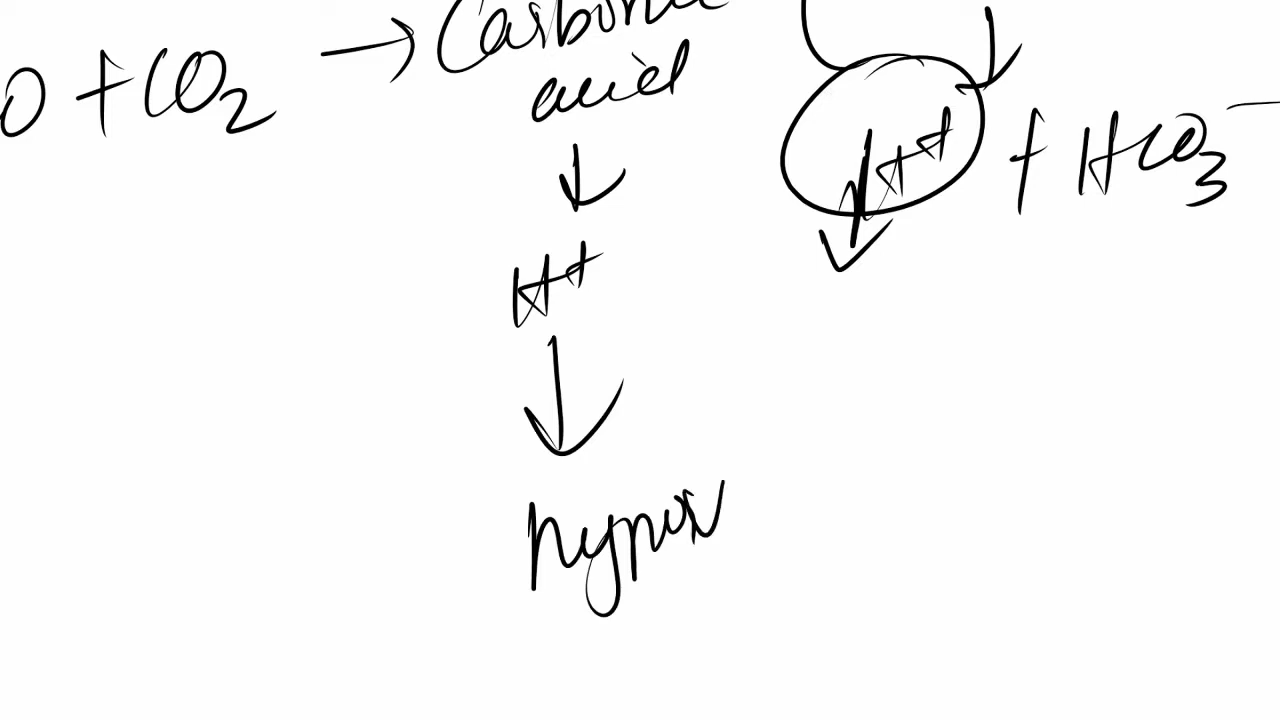 O + CO2 → Carbonic
acid
H+ + HCO3-
↓
H+
↓
hypox